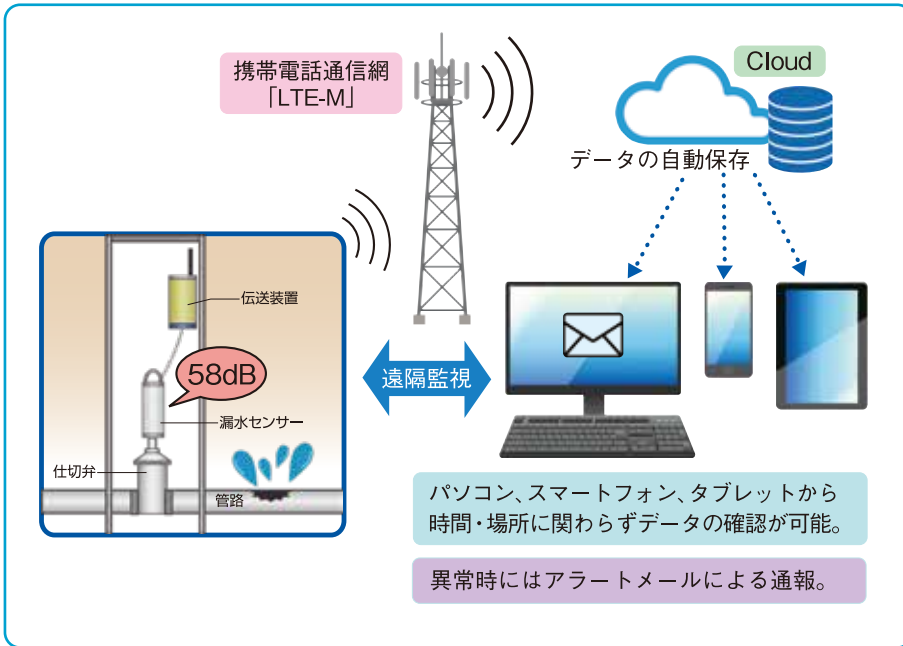 携帯電話通信網
「LTE-M」
Cloud
データの自動保存
伝送装置
58dB
漏水センサー
仕切弁
管路
遠隔監視
パソコン、スマートフォン、タブレットから
時間・場所に関わらずデータの確認が可能。
異常時にはアラートメールによる通報。